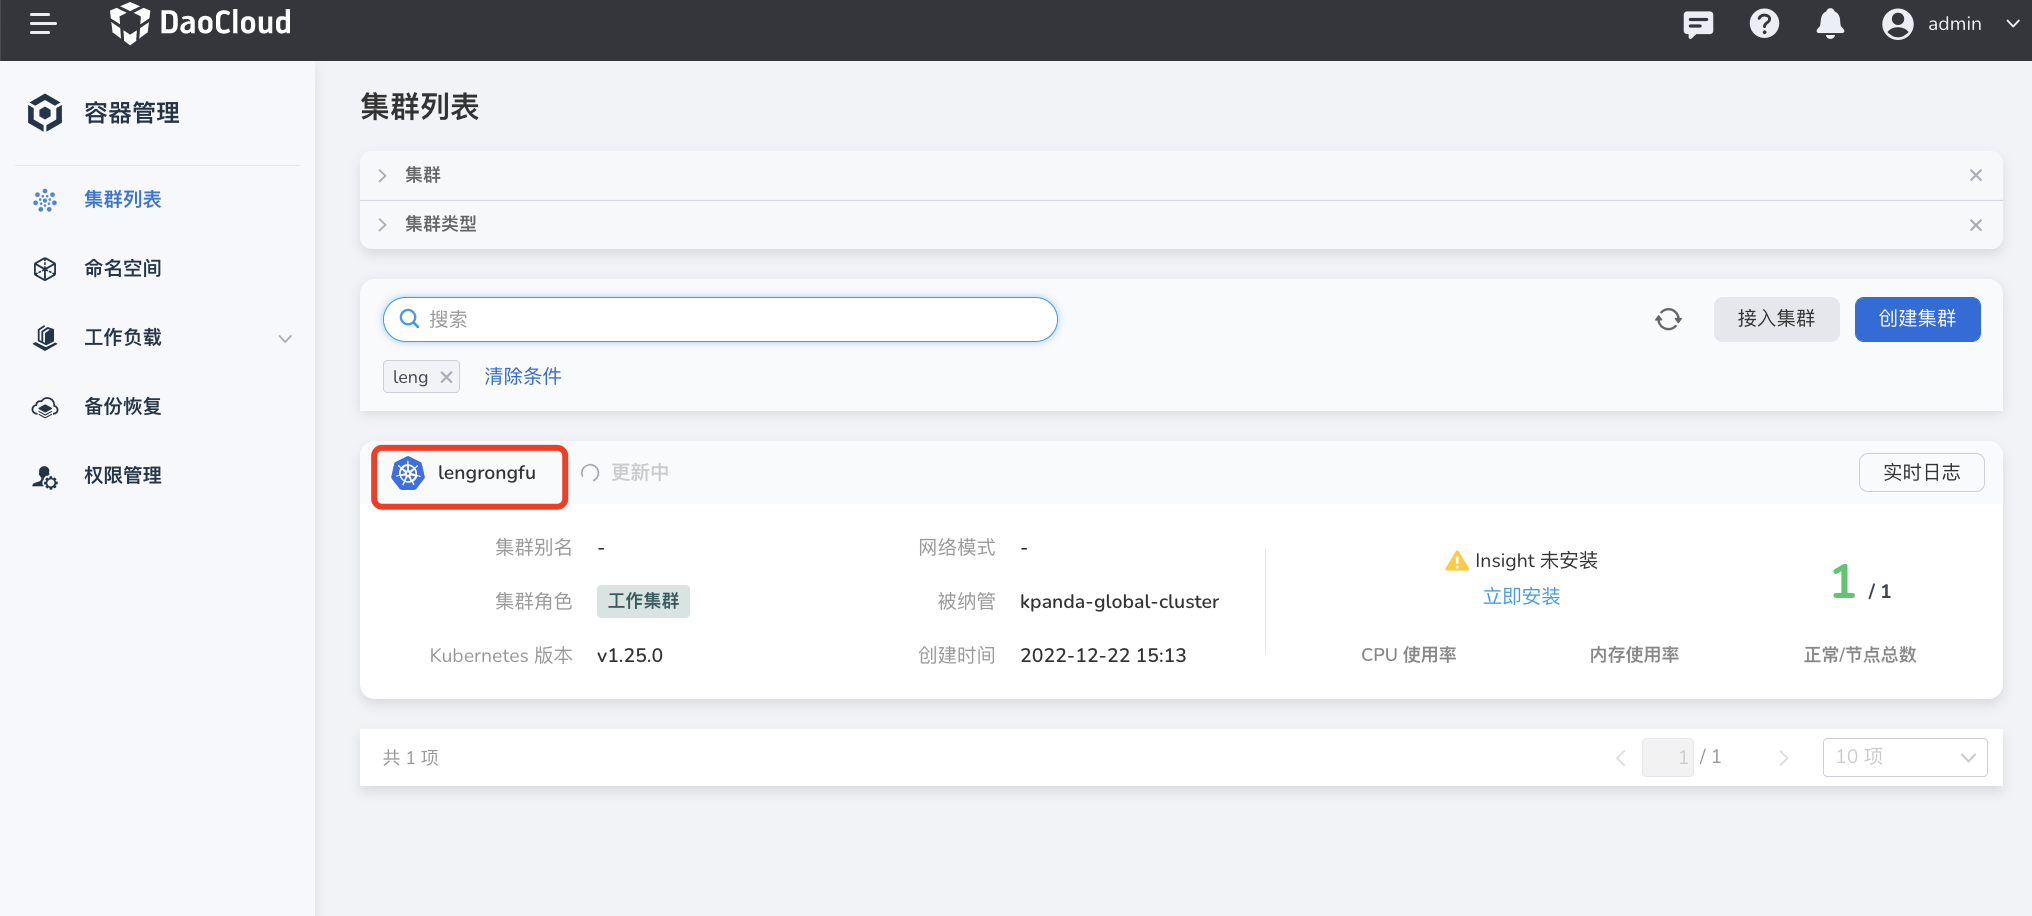 DaoCloud
admin
容器管理
集群列表
命名空间
工作负载
备份恢复
权限管理
集群列表
集群
集群类型
搜索
接入集群
创建集群
leng
清除条件
lengrongfu
更新中
实时日志
集群别名 -
网络模式 -
集群角色 工作集群
被纳管 kpanda-global-cluster
Kubernetes 版本 v1.25.0
创建时间 2022-12-22 15:13
Insight 未安装
立即安装
1 / 1
CPU 使用率
内存使用率
正常/节点总数
共 1 项
1 / 1
10 项